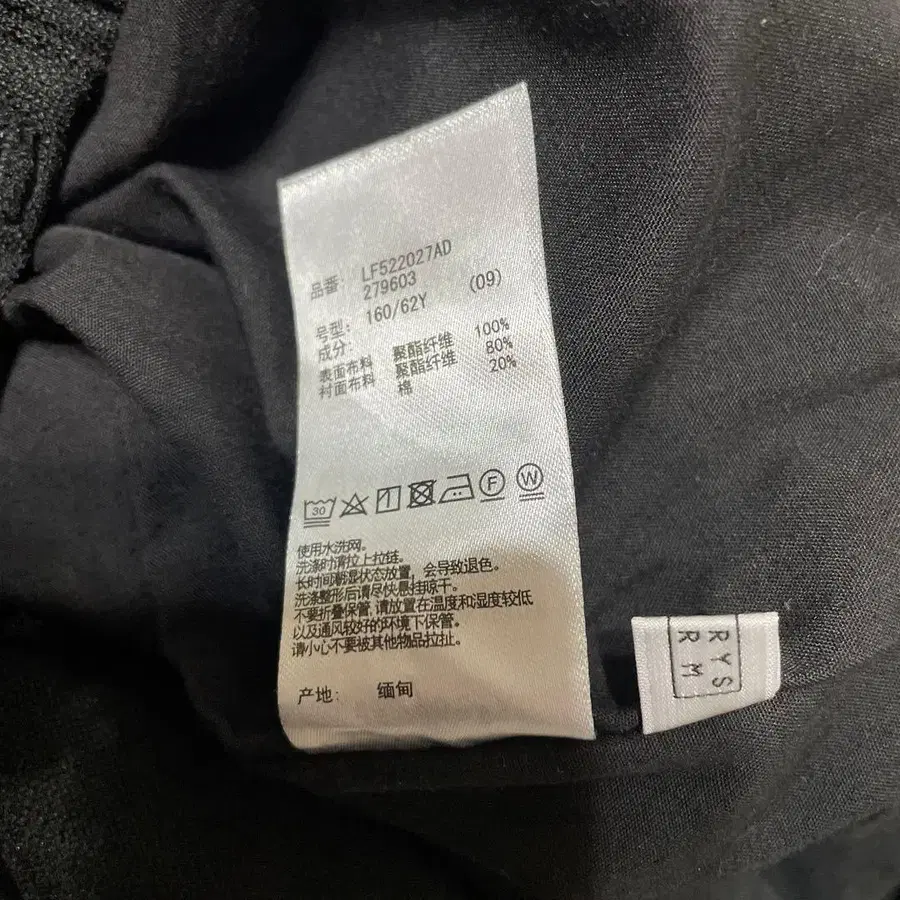 品番: LF522027AD
279603 (09)
号型: 160/62Y
成分:
表面布料 聚酯纤维 100%
衬面布料 聚酯纤维 80%
棉 20%
30 F W
使用水洗网。
洗涤时请拉上拉链。
长时间潮湿状态放置，会导致退色。
洗涤整形后请尽快悬挂晾干。
不要折叠保管，请放置在温度和湿度较低
以及通风较好的环境下保管。
请小心不要被其他物品拉扯。
产地: 缅甸
RYS
RM